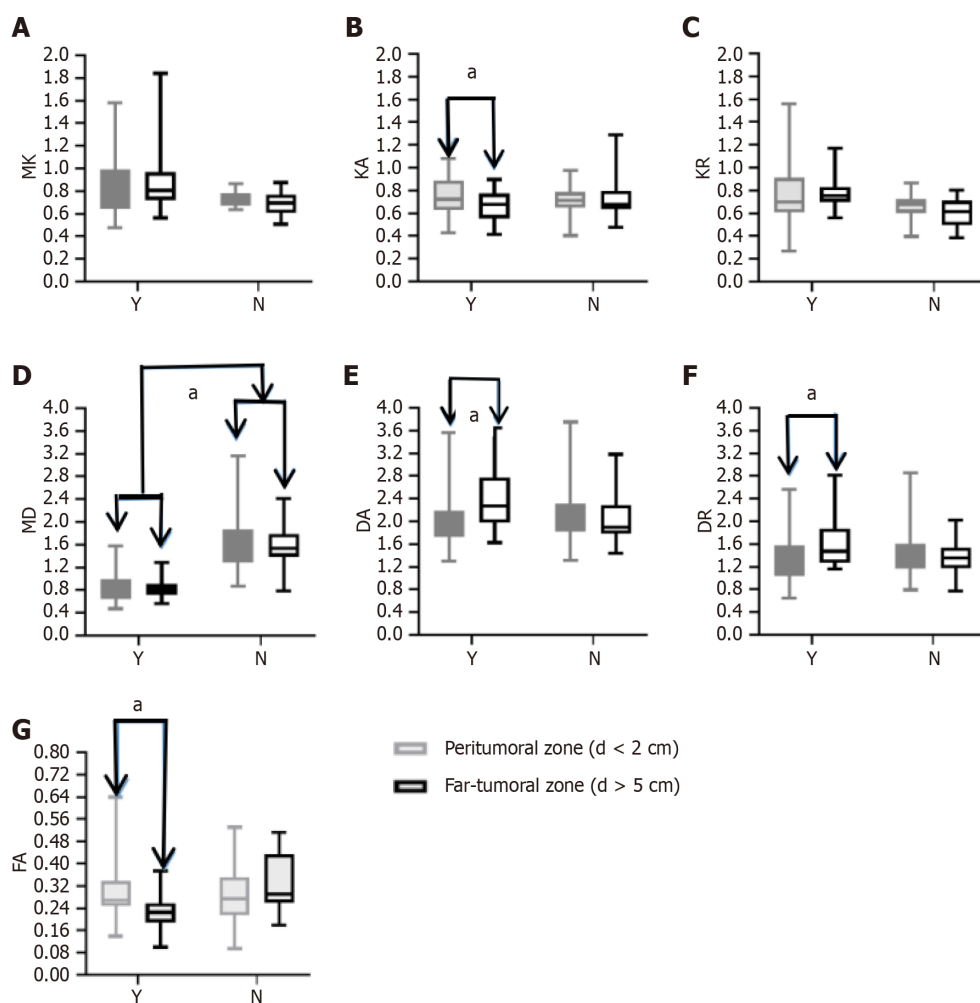 A
MK
2.0
1.8
1.6
1.4
1.2
1.0
0.8
0.6
0.4
0.2
0.0
Y N
B
KA
2.0
1.8
1.6
1.4
1.2
1.0
0.8
0.6
0.4
0.2
0.0
a
Y N
C
KR
2.0
1.8
1.6
1.4
1.2
1.0
0.8
0.6
0.4
0.2
0.0
Y N
D
MD
4.0
3.6
3.2
2.8
2.4
2.0
1.6
1.2
0.8
0.4
0.0
a
Y N
E
DA
4.0
3.6
3.2
2.8
2.4
2.0
1.6
1.2
0.8
0.4
0.0
a
Y N
F
DR
4.0
3.6
3.2
2.8
2.4
2.0
1.6
1.2
0.8
0.4
0.0
a
Y N
G
FA
0.80
0.72
0.64
0.56
0.48
0.40
0.32
0.24
0.16
0.08
0.00
a
Y N
Peritumoral zone (d < 2 cm)
Far-tumoral zone (d > 5 cm)